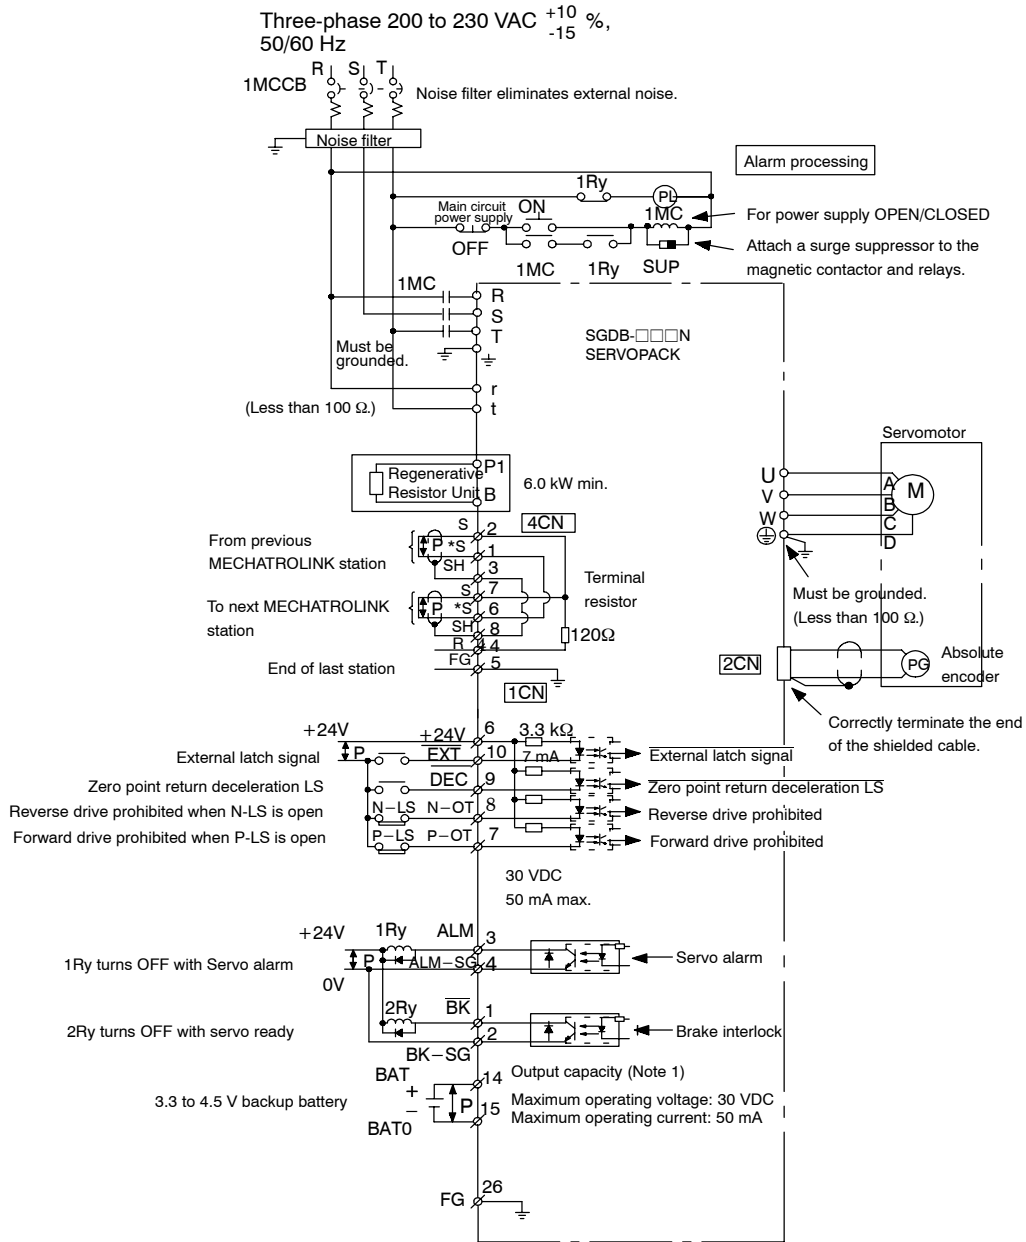 Three-phase 200 to 230 VAC +10 -15 %,
50/60 Hz
R S T
1MCCB
Noise filter eliminates external noise.
Noise filter
Alarm processing
1Ry
PL
Main circuit
power supply
ON
1MC
For power supply OPEN/CLOSED
OFF
Attach a surge suppressor to the
magnetic contactor and relays.
1MC 1Ry SUP
1MC
R
S
T
SGDB-□□□N
SERVOPACK
Must be
grounded.
r
(Less than 100 Ω.)
t
Servomotor
Regenerative
Resistor Unit
P1
B
6.0 kW min.
U
V
W
A
B
C
D
M
4CN
S 2
From previous
MECHATROLINK station
P *S 1
SH 3
S 7
To next MECHATROLINK
station
P *S 6
SH 8
R 4 4
FG 5
End of last station
Terminal
resistor
120Ω
Must be grounded.
(Less than 100 Ω.)
2CN
PG
Absolute
encoder
Correctly terminate the end
of the shielded cable.
1CN
+24V
+24V 6
3.3 kΩ
External latch signal
P
EXT 10
7 mA
External latch signal
Zero point return deceleration LS
DEC 9
Zero point return deceleration LS
Reverse drive prohibited when N-LS is open
N-LS N-OT 8
Reverse drive prohibited
Forward drive prohibited when P-LS is open
P-LS P-OT 7
Forward drive prohibited
30 VDC
50 mA max.
+24V
1Ry ALM 3
1Ry turns OFF with Servo alarm
P
ALM-SG 4
Servo alarm
0V
2Ry BK 1
2Ry turns OFF with servo ready
2
Brake interlock
BK-SG
BAT 14
Output capacity (Note 1)
+
3.3 to 4.5 V backup battery
P
Maximum operating voltage: 30 VDC
−
15
Maximum operating current: 50 mA
BAT0
FG 26